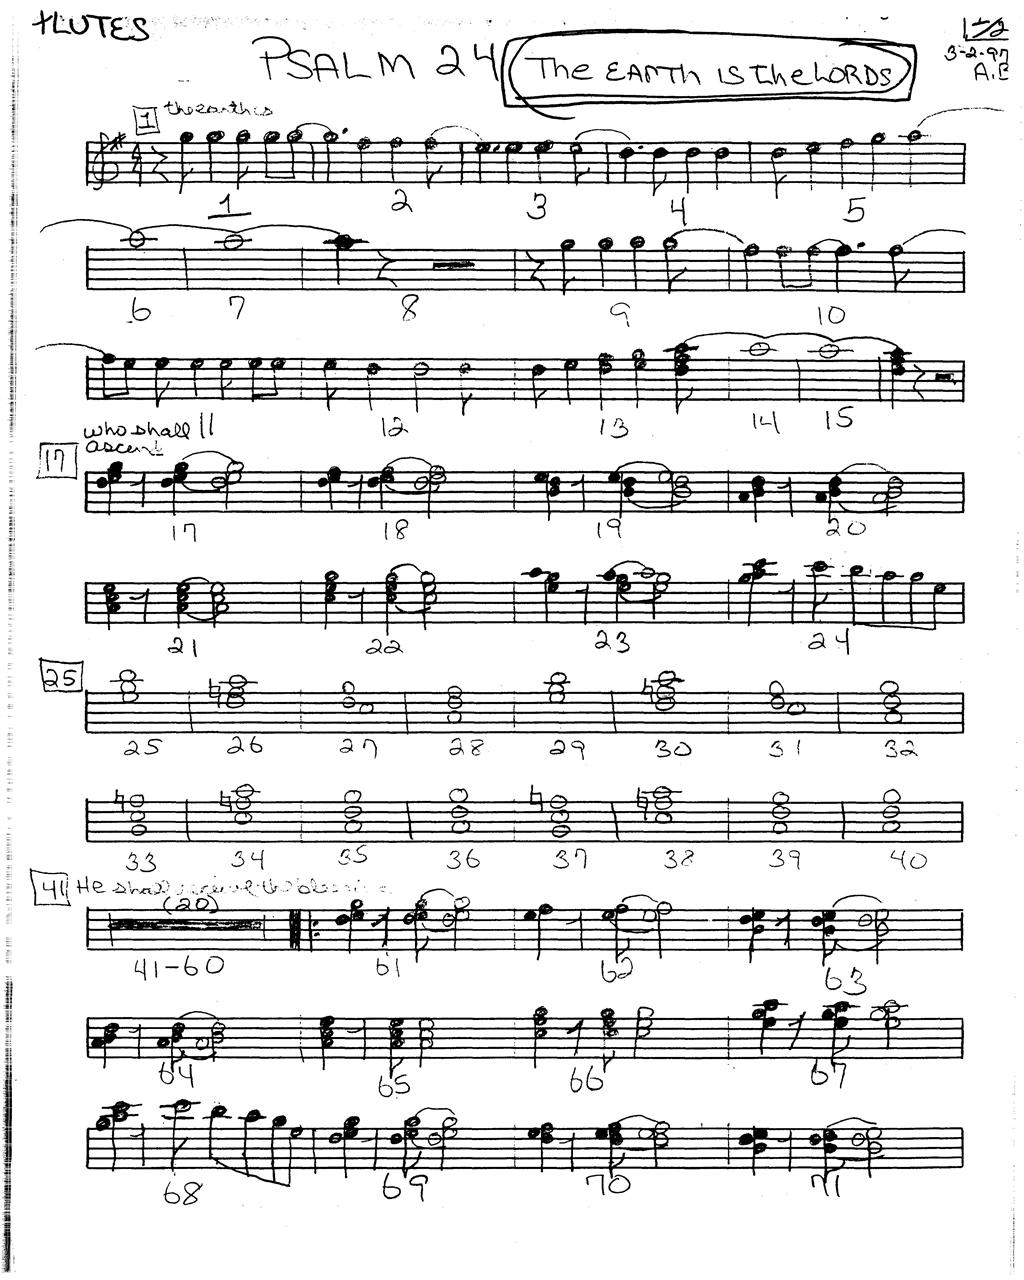 FLUTES
1/2
PSALM 24
The EARTH IS the LORDS
3-2-97
A.B
1 the earth is
1 2 3 4 5
6 7 8 9 10
11 12 13 14 15
17 who shall
ascent
17 18 19 20
21 22 23 24
25
25 26 27 28 29 30 31 32
33 34 35 36 37 38 39 40
41 He shall receive the blessing
(20)
41-60 61 62 63
64 65 66 67
68 69 70 71